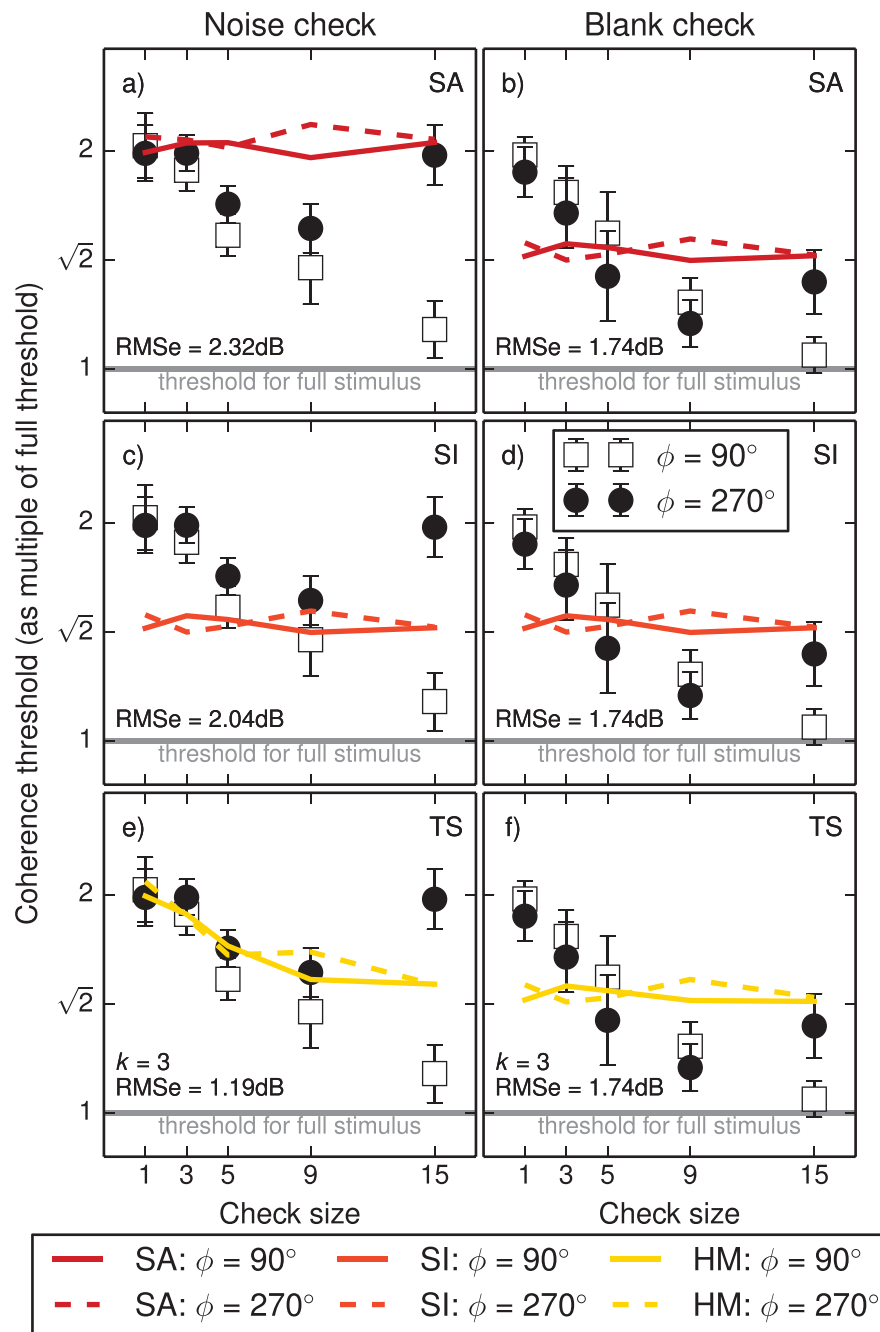 Noise check
Blank check
Coherence threshold (as multiple of full threshold)
a)
SA
2
√2
1
RMSe = 2.32dB
threshold for full stimulus
b)
SA
RMSe = 1.74dB
threshold for full stimulus
c)
SI
2
√2
1
RMSe = 2.04dB
threshold for full stimulus
d)
SI
ϕ = 90°
ϕ = 270°
RMSe = 1.74dB
threshold for full stimulus
e)
TS
2
√2
1
k = 3
RMSe = 1.19dB
threshold for full stimulus
f)
TS
k = 3
RMSe = 1.74dB
threshold for full stimulus
1 3 5 9 15
1 3 5 9 15
Check size
Check size
SA: ϕ = 90°
SI: ϕ = 90°
HM: ϕ = 90°
SA: ϕ = 270°
SI: ϕ = 270°
HM: ϕ = 270°